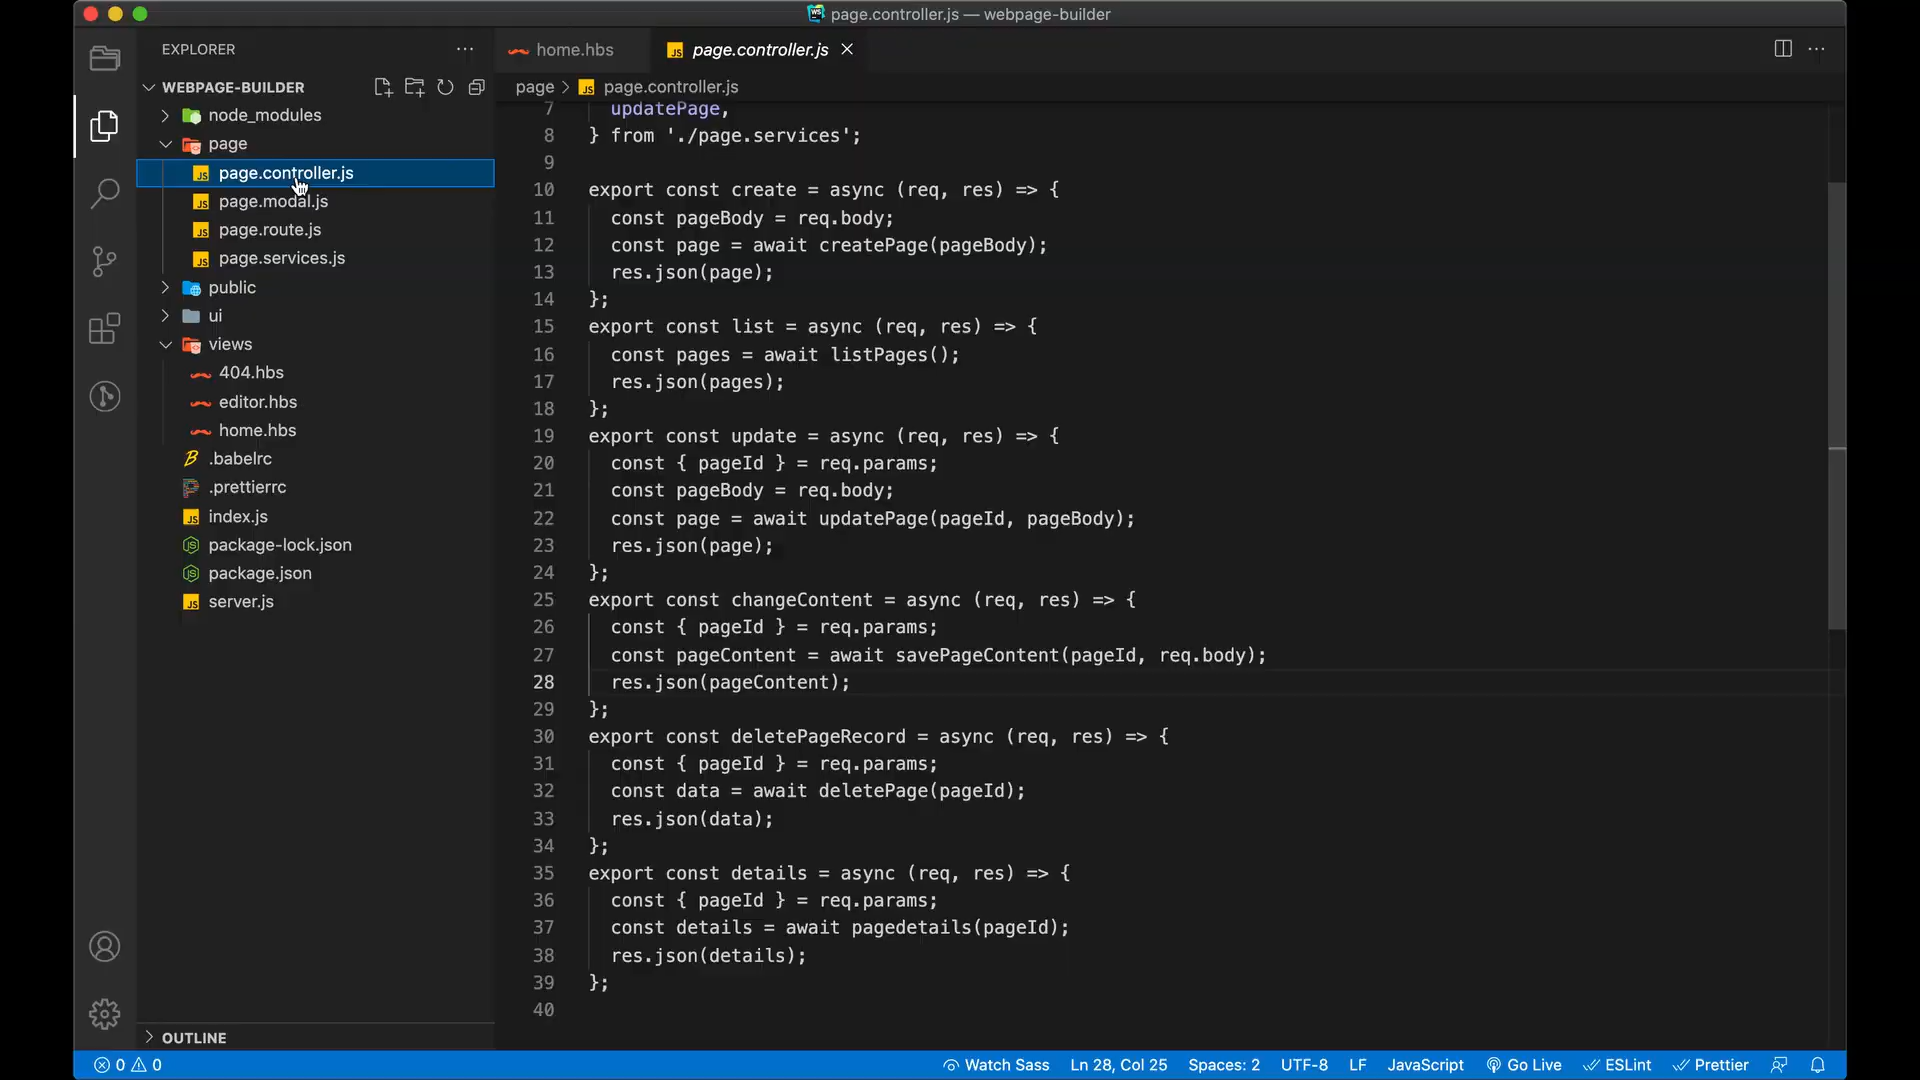 page.controller.js — webpage-builder
EXPLORER
WEBPAGE-BUILDER
node_modules
page
JS page.controller.js
JS page.modal.js
JS page.route.js
JS page.services.js
public
ui
views
404.hbs
editor.hbs
home.hbs
.babelrc
.prettierrc
JS index.js
package-lock.json
package.json
JS server.js
OUTLINE
home.hbs
JS page.controller.js
page > JS page.controller.js
7 updatePage,
8 } from './page.services';
9
10 export const create = async (req, res) => {
11 const pageBody = req.body;
12 const page = await createPage(pageBody);
13 res.json(page);
14 };
15 export const list = async (req, res) => {
16 const pages = await listPages();
17 res.json(pages);
18 };
19 export const update = async (req, res) => {
20 const { pageId } = req.params;
21 const pageBody = req.body;
22 const page = await updatePage(pageId, pageBody);
23 res.json(page);
24 };
25 export const changeContent = async (req, res) => {
26 const { pageId } = req.params;
27 const pageContent = await savePageContent(pageId, req.body);
28 res.json(pageContent);
29 };
30 export const deletePageRecord = async (req, res) => {
31 const { pageId } = req.params;
32 const data = await deletePage(pageId);
33 res.json(data);
34 };
35 export const details = async (req, res) => {
36 const { pageId } = req.params;
37 const details = await pagedetails(pageId);
38 res.json(details);
39 };
40
0 0 Watch Sass Ln 28, Col 25 Spaces: 2 UTF-8 LF JavaScript Go Live ESLint Prettier